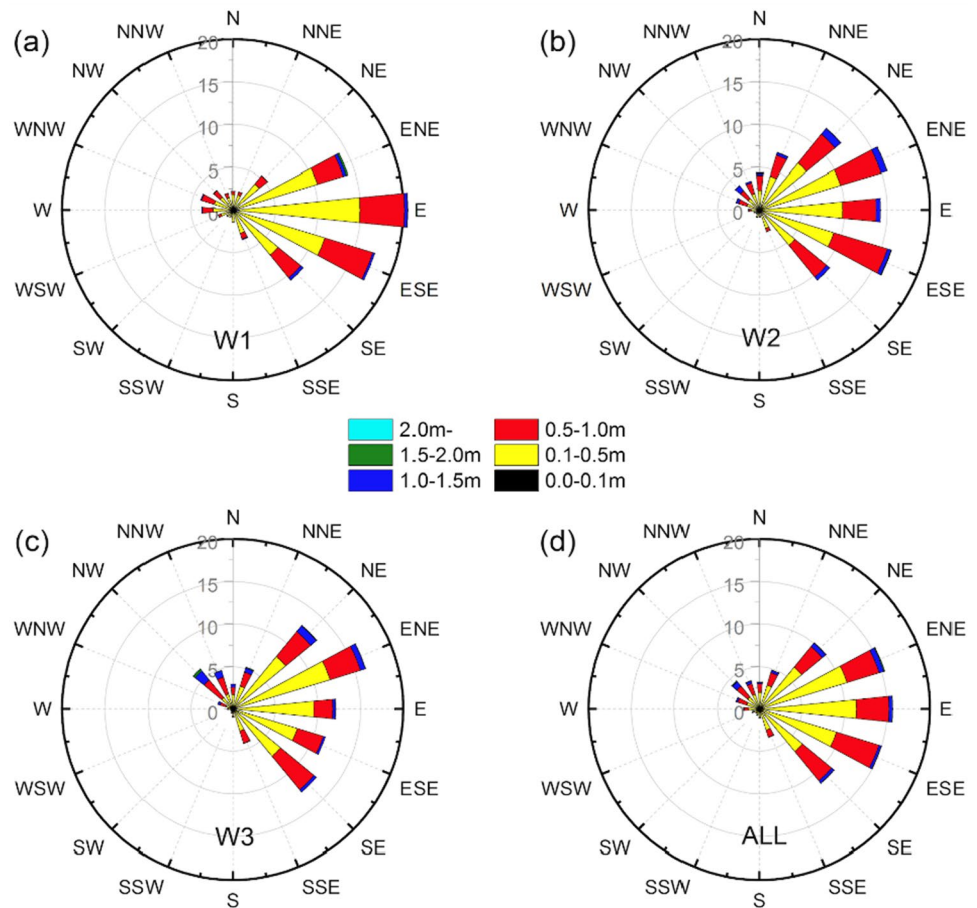 (a)
N
NNE
NE
ENE
E
ESE
SE
SSE
S
SSW
SW
WSW
W
WNW
NW
NNW
20
15
10
5
0
W1
(b)
N
NNE
NE
ENE
E
ESE
SE
SSE
S
SSW
SW
WSW
W
WNW
NW
NNW
20
15
10
5
0
W2
2.0m-
0.5-1.0m
1.5-2.0m
0.1-0.5m
1.0-1.5m
0.0-0.1m
(c)
N
NNE
NE
ENE
E
ESE
SE
SSE
S
SSW
SW
WSW
W
WNW
NW
NNW
20
15
10
5
0
W3
(d)
N
NNE
NE
ENE
E
ESE
SE
SSE
S
SSW
SW
WSW
W
WNW
NW
NNW
20
15
10
5
0
ALL